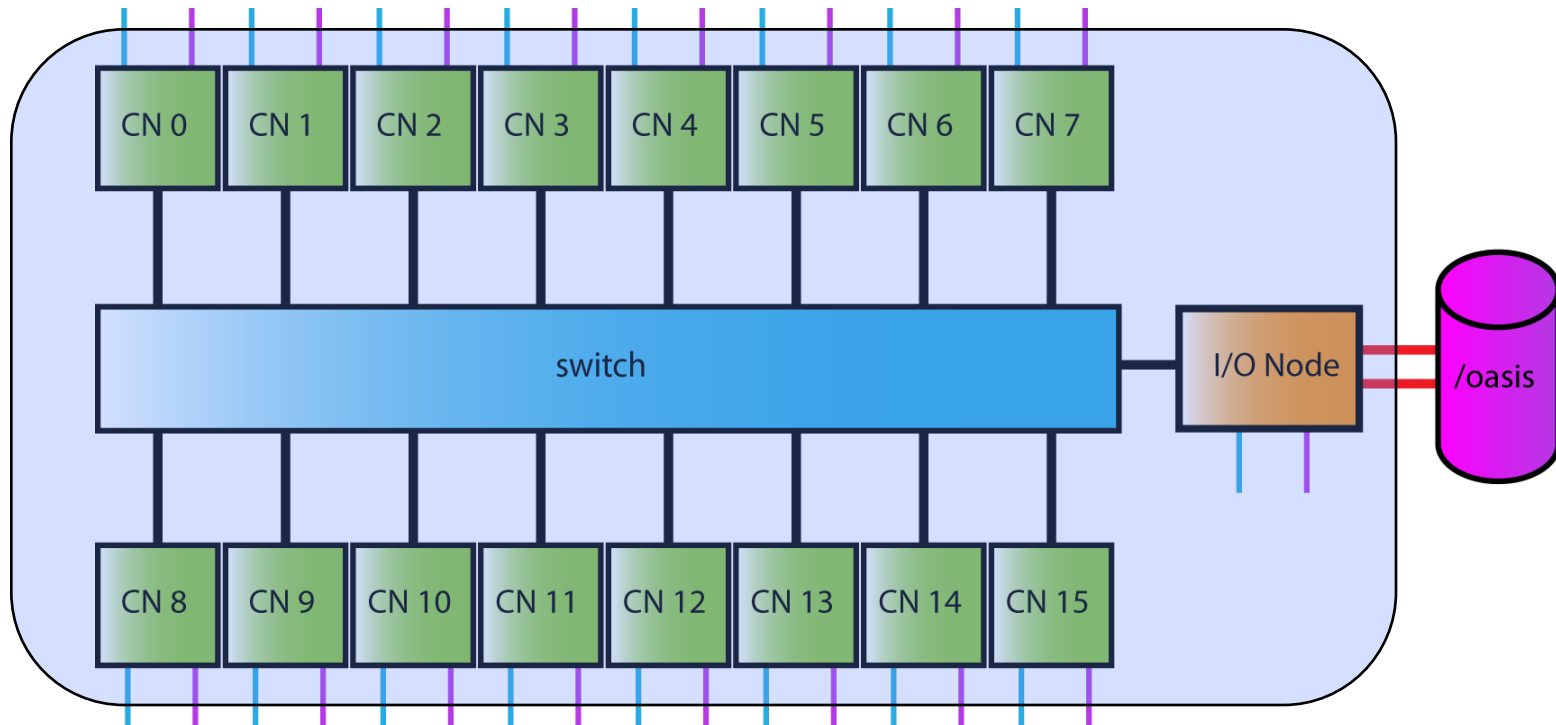 CN 0
CN 1
CN 2
CN 3
CN 4
CN 5
CN 6
CN 7
switch
I/O Node
/oasis
CN 8
CN 9
CN 10
CN 11
CN 12
CN 13
CN 14
CN 15